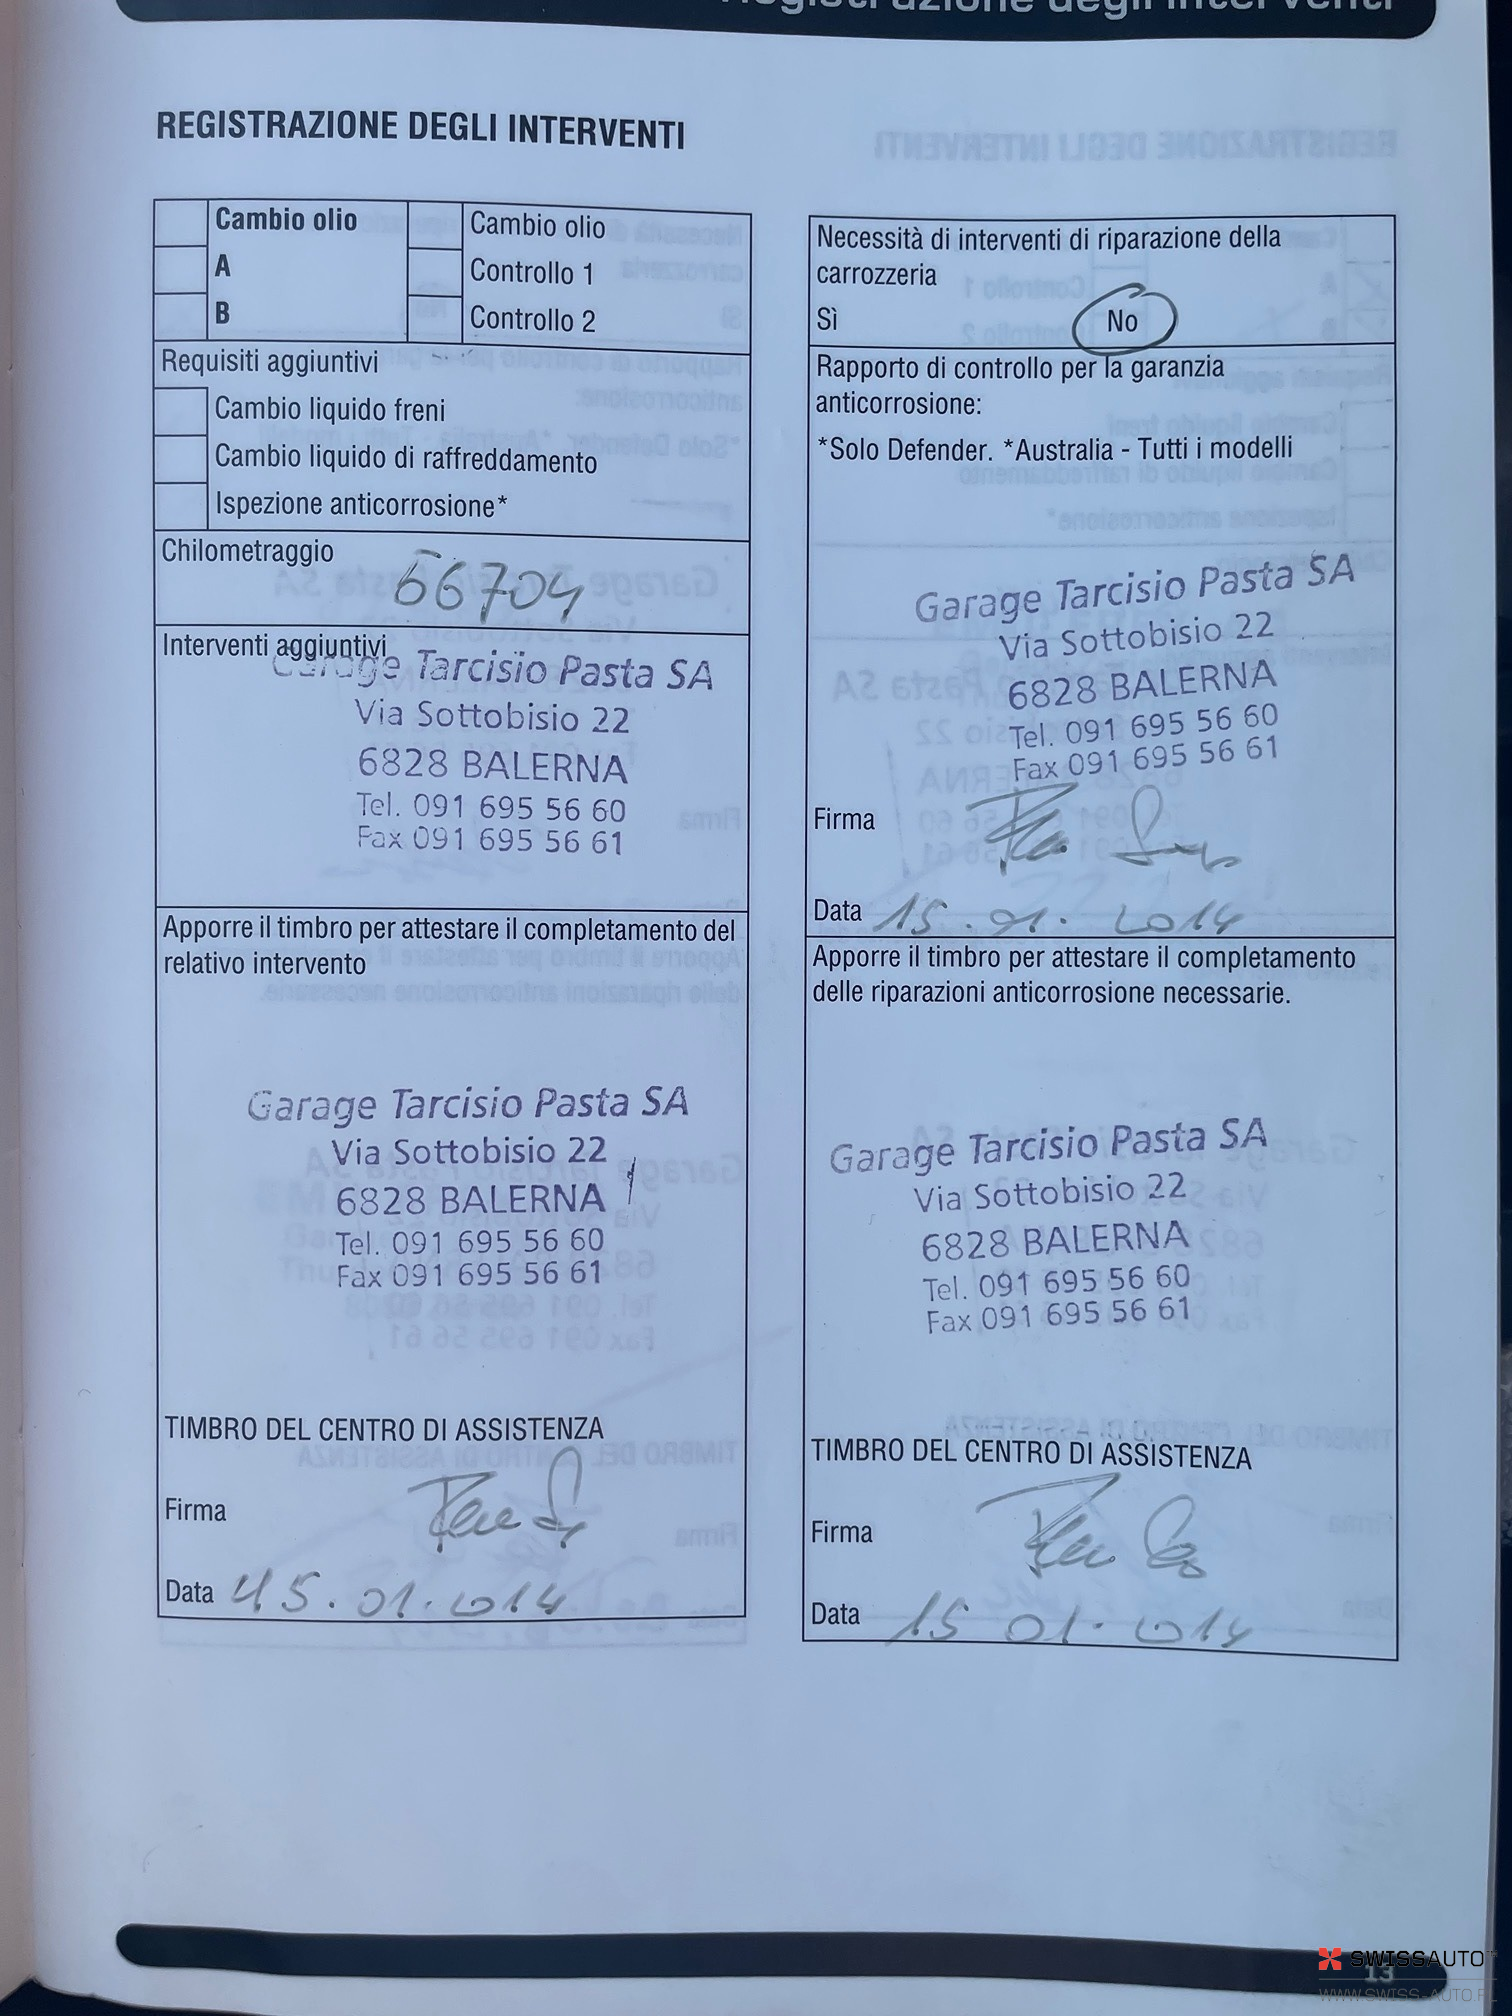 Registrazione degli interventi
REGISTRAZIONE DEGLI INTERVENTI
Cambio olio
A
B
Cambio olio
Controllo 1
Controllo 2
Requisiti aggiuntivi
Cambio liquido freni
Cambio liquido di raffreddamento
Ispezione anticorrosione*
Chilometraggio
66704
Interventi aggiuntivi
Garage Tarcisio Pasta SA
Via Sottobisio 22
6828 BALERNA
Tel. 091 695 56 60
Fax 091 695 56 61
Apporre il timbro per attestare il completamento del
relativo intervento
Garage Tarcisio Pasta SA
Via Sottobisio 22
6828 BALERNA
Tel. 091 695 56 60
Fax 091 695 56 61
TIMBRO DEL CENTRO DI ASSISTENZA
Firma
Data 15.01.2014
Necessità di interventi di riparazione della
carrozzeria
Sì No
Rapporto di controllo per la garanzia
anticorrosione:
*Solo Defender. *Australia - Tutti i modelli
Garage Tarcisio Pasta SA
Via Sottobisio 22
6828 BALERNA
Tel. 091 695 56 60
Fax 091 695 56 61
Firma
Data 15.01.2014
Apporre il timbro per attestare il completamento
delle riparazioni anticorrosione necessarie.
Garage Tarcisio Pasta SA
Via Sottobisio 22
6828 BALERNA
Tel. 091 695 56 60
Fax 091 695 56 61
TIMBRO DEL CENTRO DI ASSISTENZA
Firma
Data 15 01.2014
SWISSAUTO
13